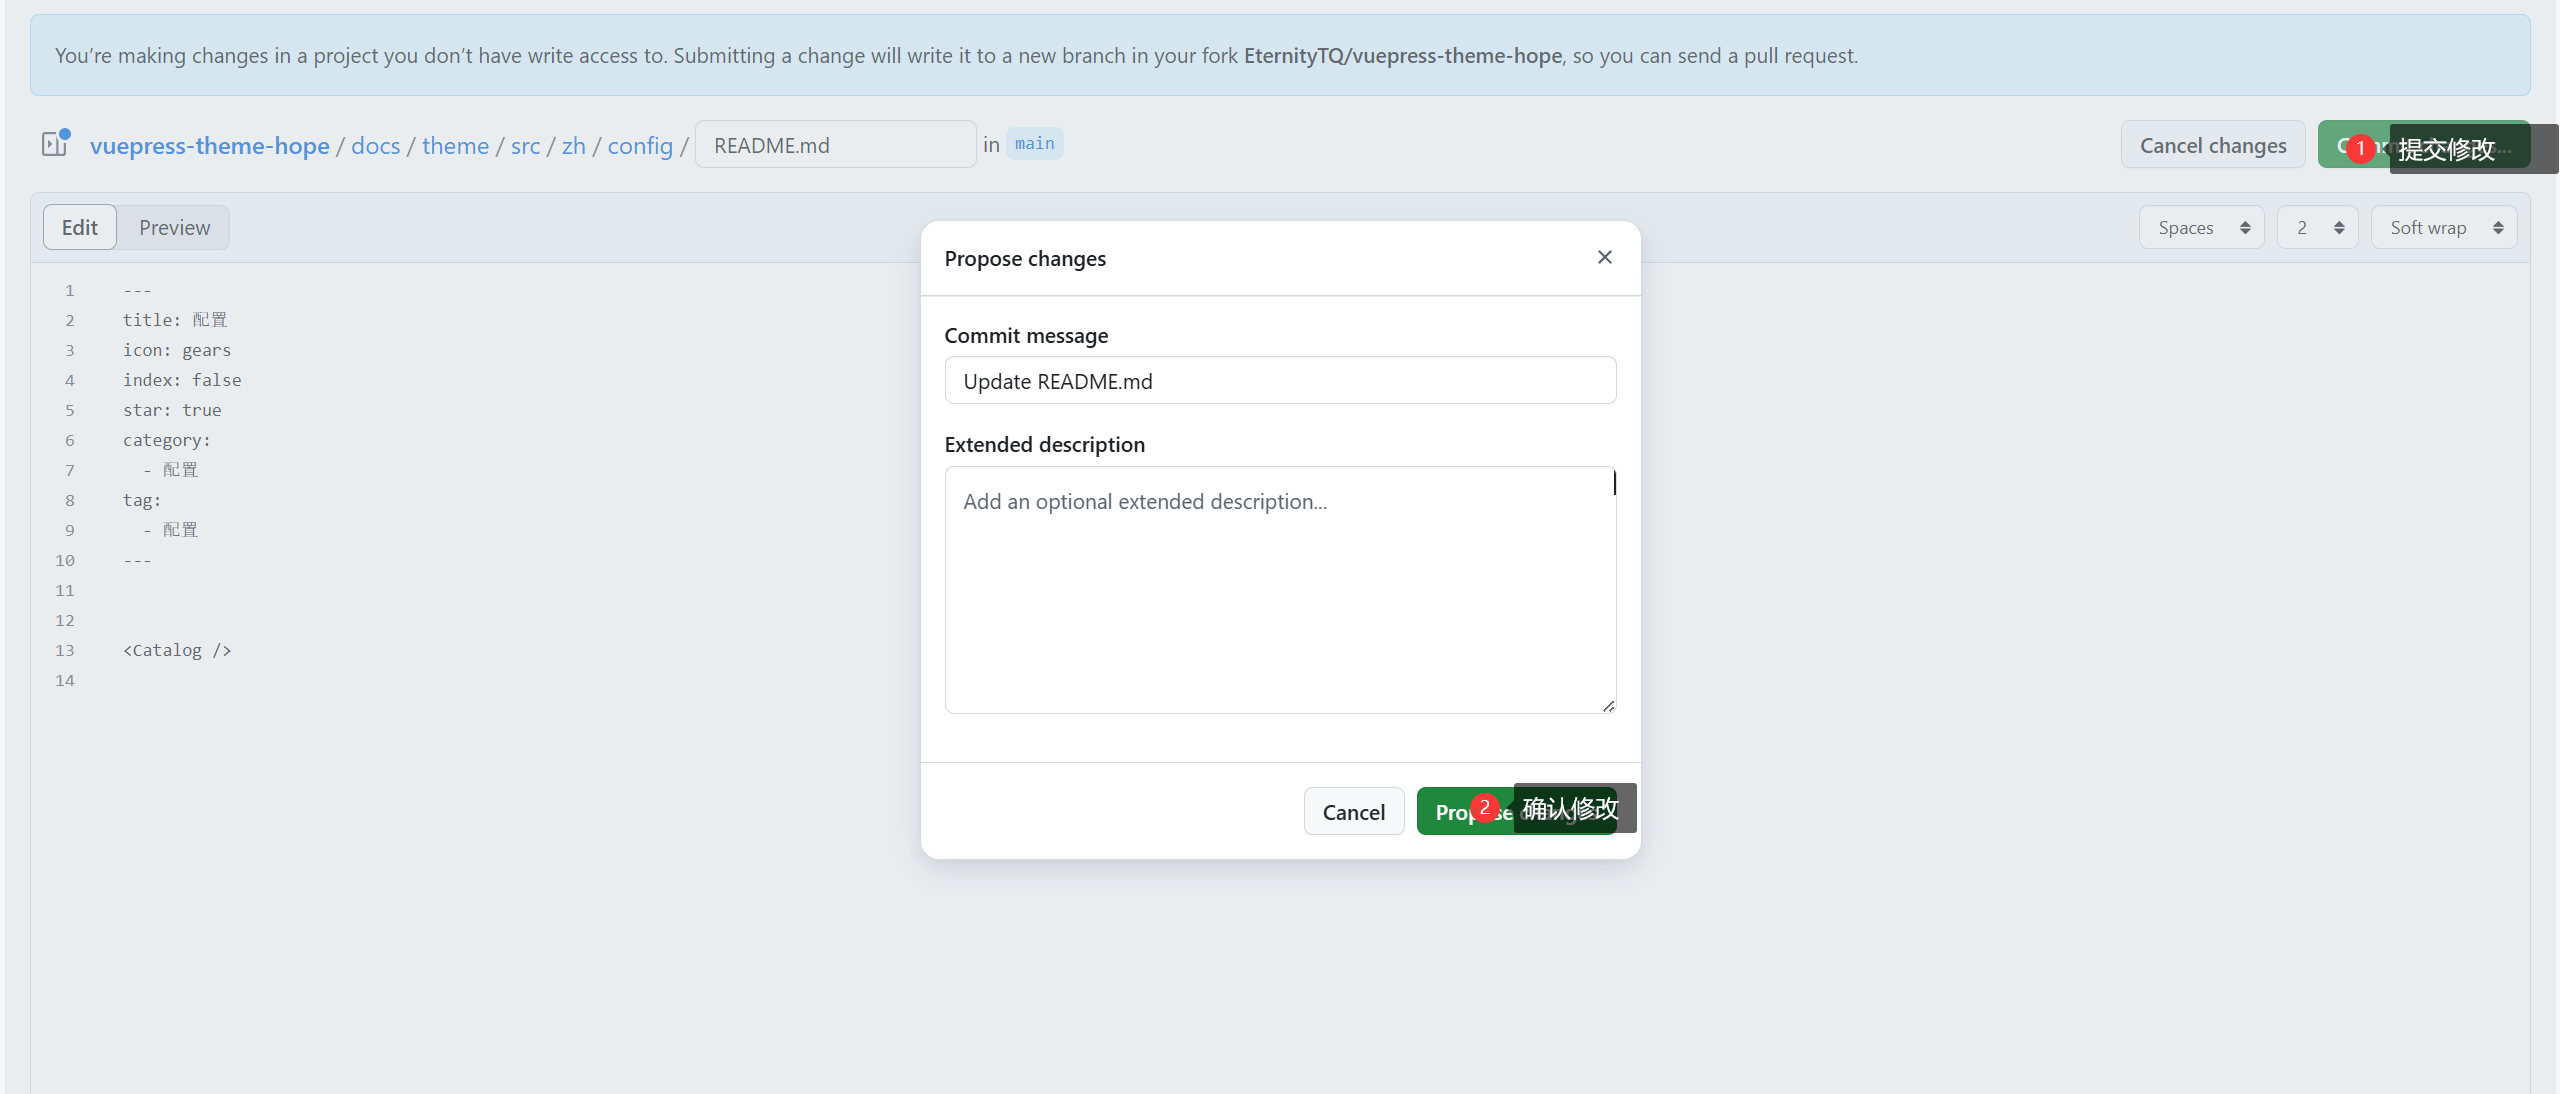 You're making changes in a project you don't have write access to. Submitting a change will write it to a new branch in your fork EternityTQ/vuepress-theme-hope, so you can send a pull request.
vuepress-theme-hope / docs / theme / src / zh / config / README.md in main
Cancel changes
1 提交修改
Edit Preview
Spaces 2 Soft wrap
1 ---
2 title: 配置
3 icon: gears
4 index: false
5 star: true
6 category:
7 - 配置
8 tag:
9 - 配置
10 ---
11
12
13 <Catalog />
14
Propose changes
Commit message
Update README.md
Extended description
Add an optional extended description...
Cancel
2 确认修改